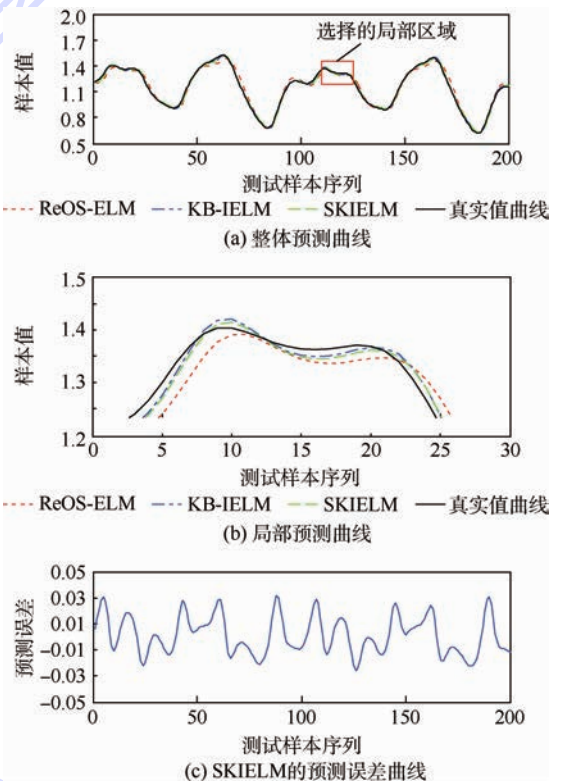 选择的局部区域
2.0
1.7
1.4
1.1
0.8
0.5
样本值
0 50 100 150 200
测试样本序列
ReOS-ELM KB-IELM SKIELM 真实值曲线
(a) 整体预测曲线
1.5
1.4
1.3
1.2
样本值
0 5 10 15 20 25 30
测试样本序列
ReOS-ELM KB-IELM SKIELM 真实值曲线
(b) 局部预测曲线
0.05
0.03
0.01
−0.01
−0.03
−0.05
预测误差
0 50 100 150 200
测试样本序列
(c) SKIELM的预测误差曲线